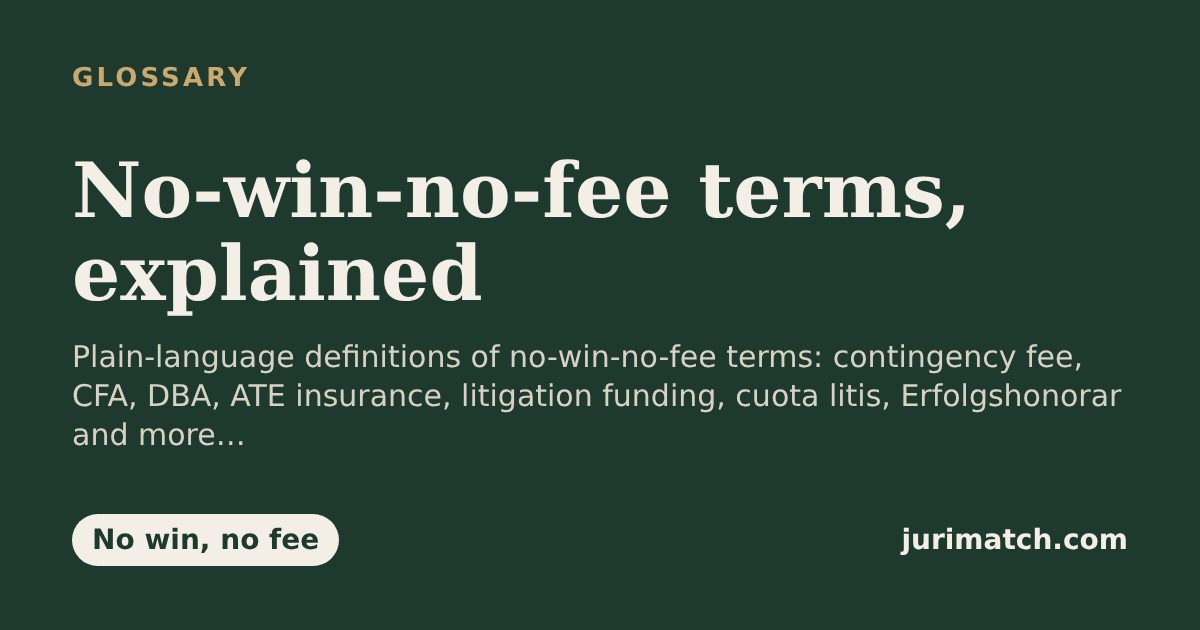 GLOSSARY
No-win-no-fee terms,
explained
Plain-language definitions of no-win-no-fee terms: contingency fee,
CFA, DBA, ATE insurance, litigation funding, cuota litis, Erfolgshonorar
and more…
No win, no fee
jurimatch.com